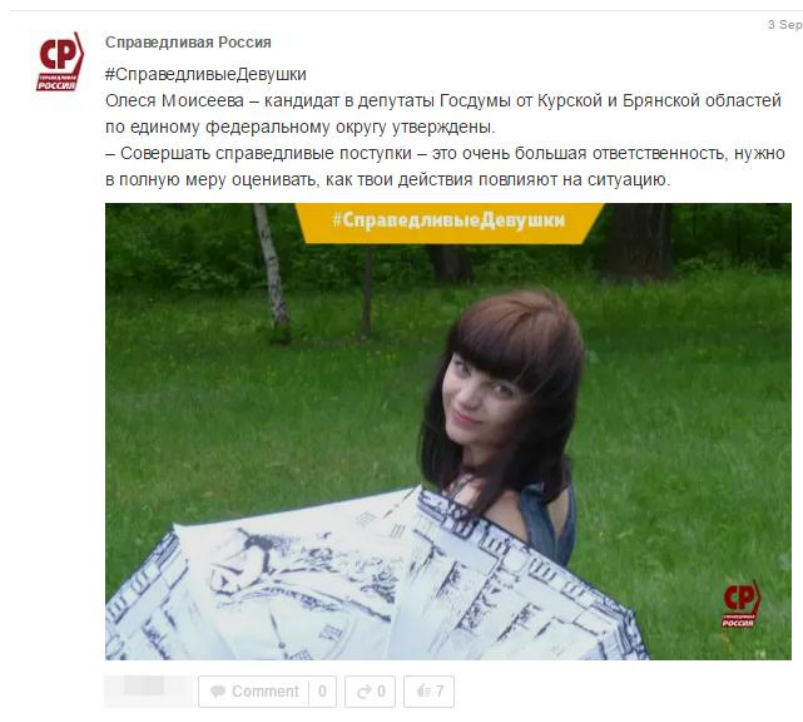 3 Sep
СР
СПРАВЕДЛИВАЯ
РОССИЯ
Справедливая Россия
#СправедливыеДевушки
Олеся Моисеева – кандидат в депутаты Госдумы от Курской и Брянской областей
по единому федеральному округу утверждены.
– Совершать справедливые поступки – это очень большая ответственность, нужно
в полную меру оценивать, как твои действия повлияют на ситуацию.
#СправедливыеДевушки
СР
СПРАВЕДЛИВАЯ
РОССИЯ
Comment 0
0
7